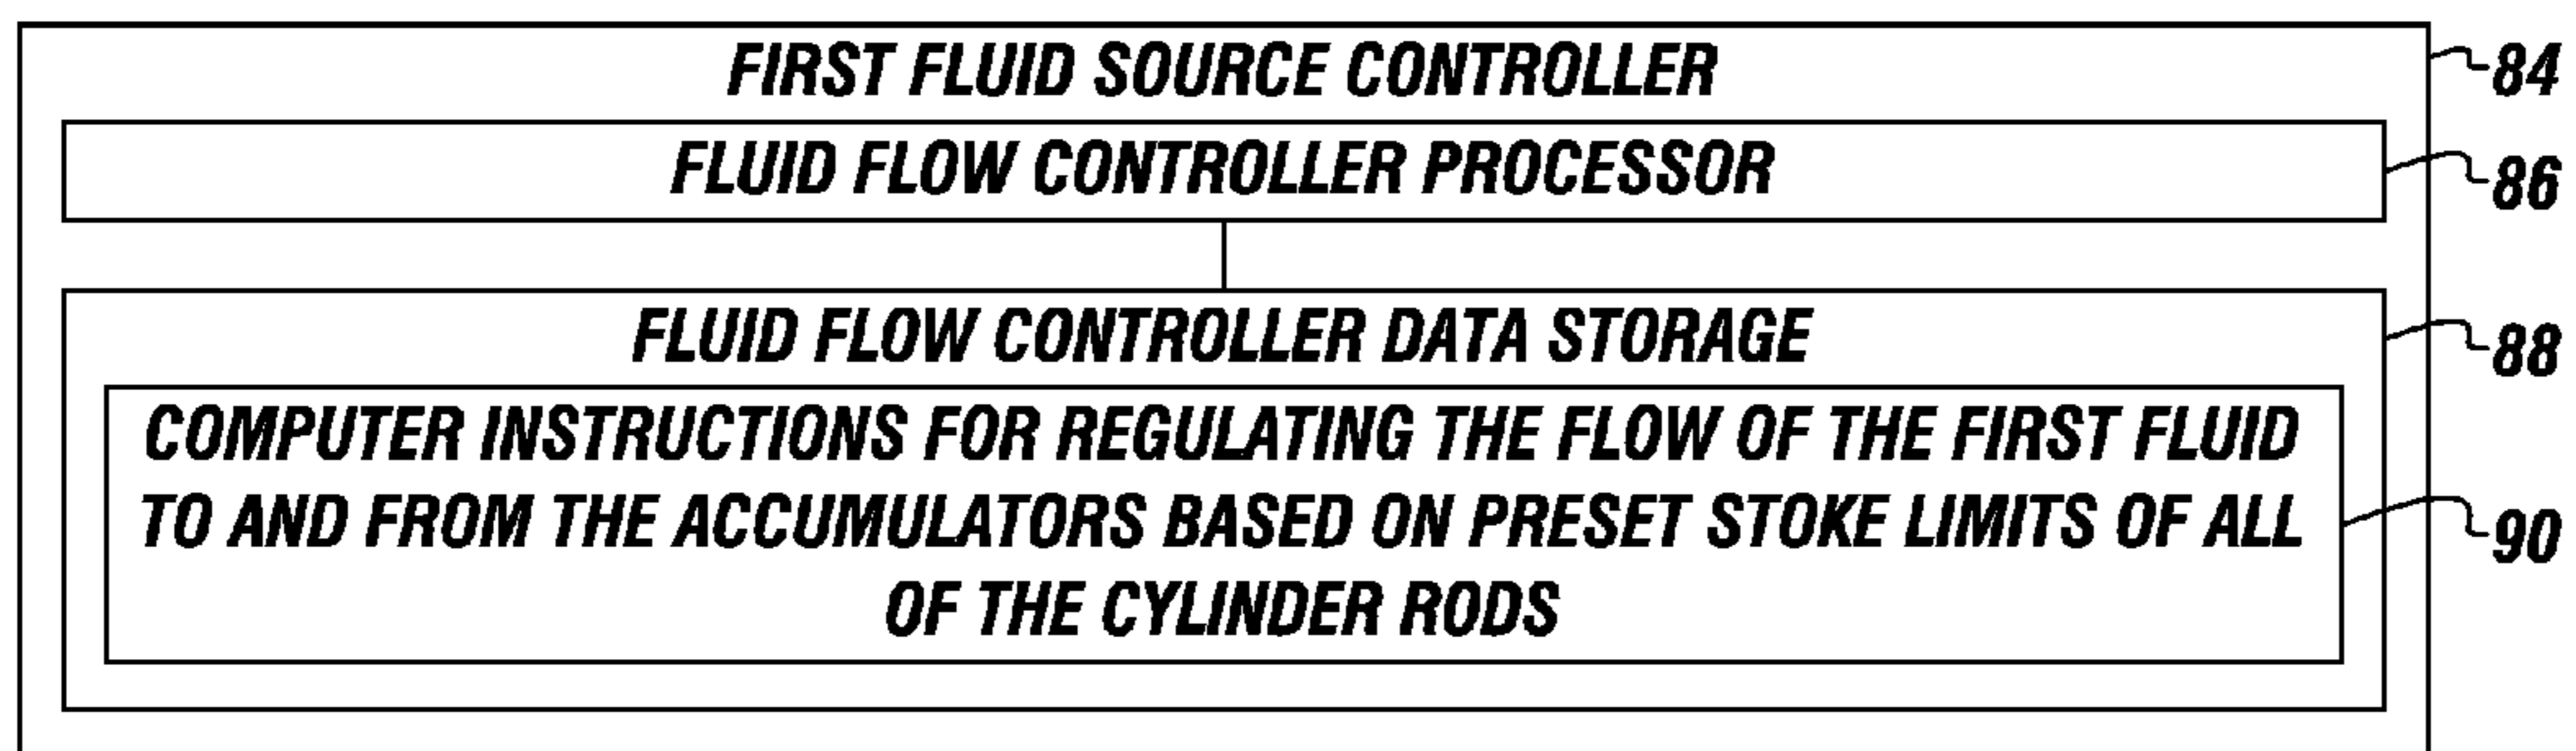 FIRST FLUID SOURCE CONTROLLER
84
FLUID FLOW CONTROLLER PROCESSOR
86
FLUID FLOW CONTROLLER DATA STORAGE
88
COMPUTER INSTRUCTIONS FOR REGULATING THE FLOW OF THE FIRST FLUID
TO AND FROM THE ACCUMULATORS BASED ON PRESET STOKE LIMITS OF ALL
OF THE CYLINDER RODS
90